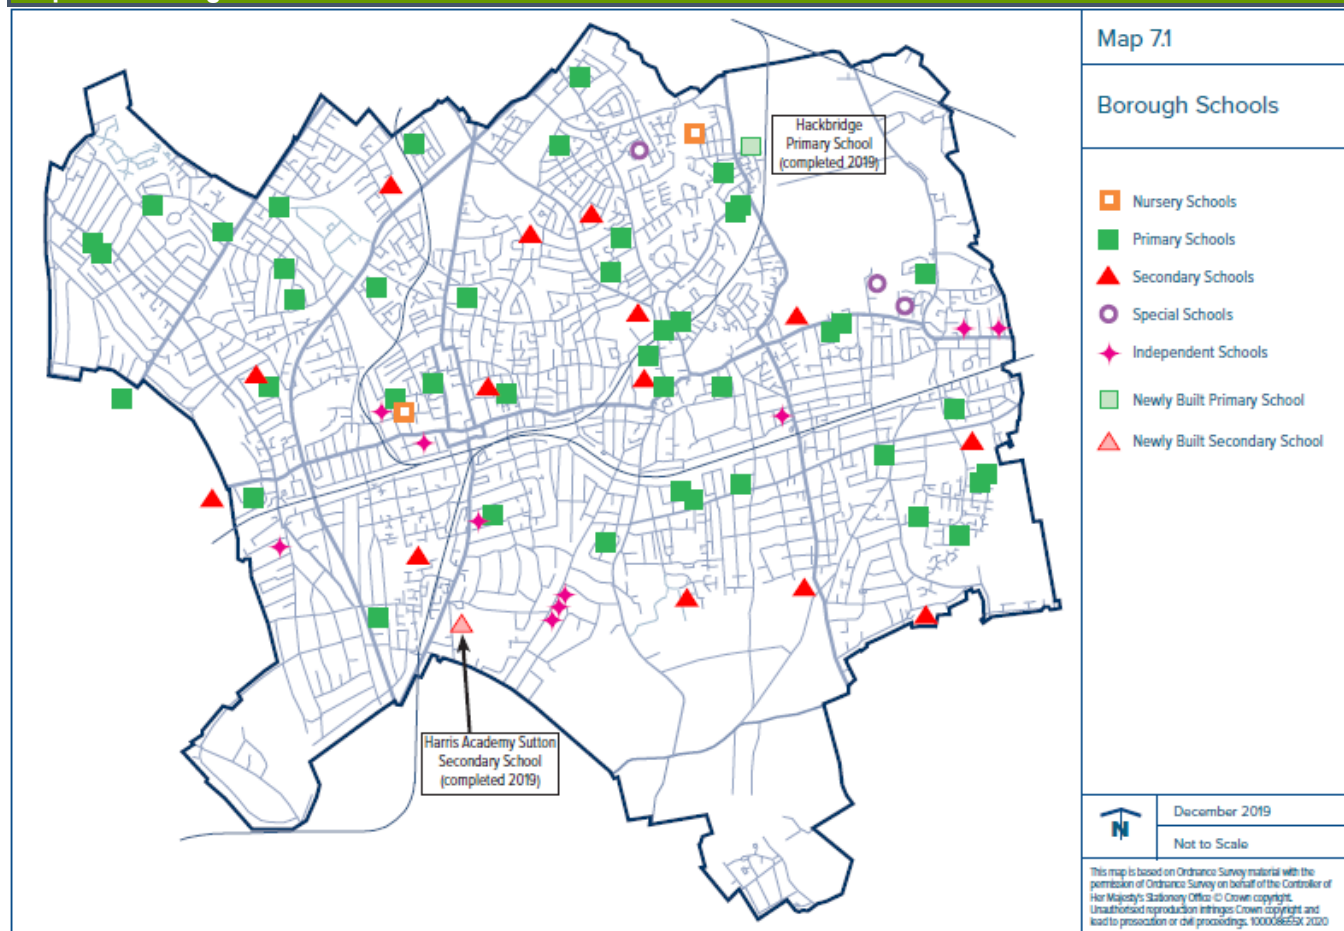 Map 7.1
Borough Schools
Hackbridge
Primary School
(completed 2019)
Nursery Schools
Primary Schools
Secondary Schools
Special Schools
Independent Schools
Newly Built Primary School
Newly Built Secondary School
Harris Academy Sutton
Secondary School
(completed 2019)
N
December 2019
Not to Scale
This map is based on Ordnance Survey material with the
permission of Ordnance Survey on behalf of the Controller of
Her Majesty's Stationery Office © Crown copyright.
Unauthorised reproduction infringes Crown copyright and
lead to prosecution or civil proceedings. 2020